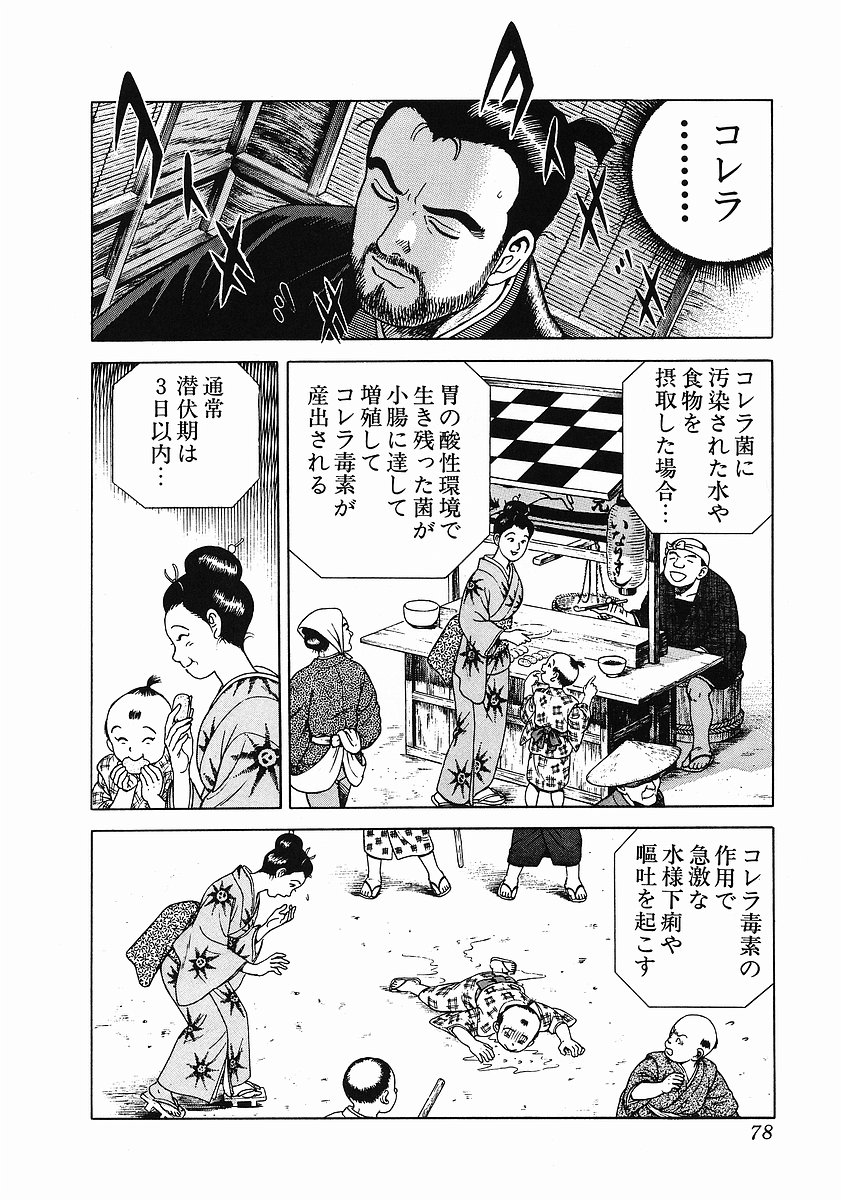 コレラ
………
コレラ菌に
汚染された水や
食物を
摂取した場合…
胃の酸性環境で
生き残った菌が
小腸に達して
増殖して
コレラ毒素が
産出される
元
いなりずし
通常
潜伏期は
3日以内…
コレラ毒素の
作用で
急激な
水様下痢や
嘔吐を起こす
78